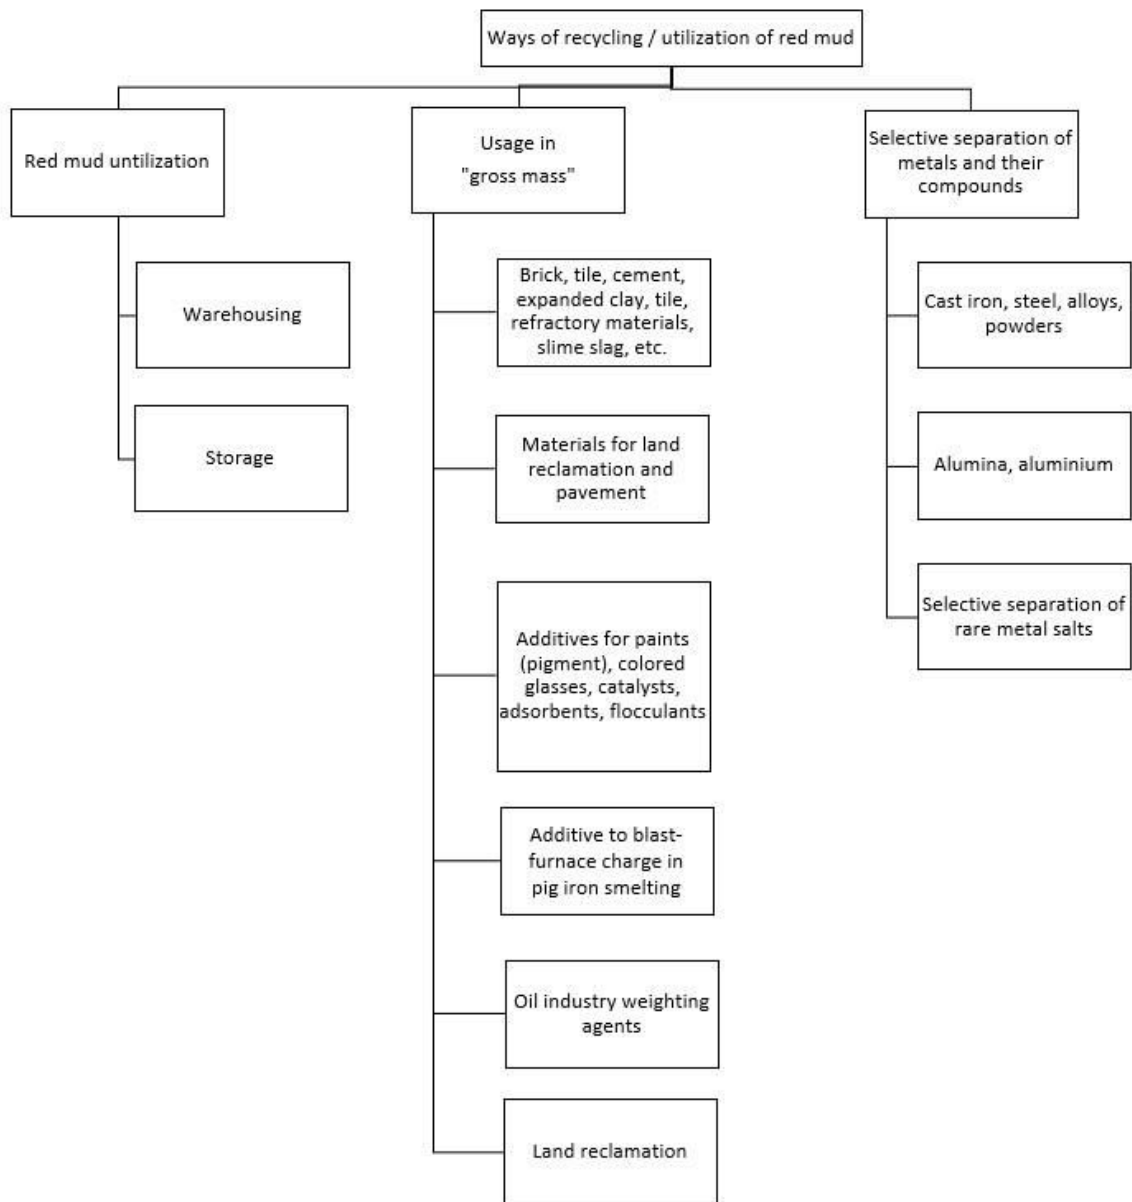 Ways of recycling / utilization of red mud
Red mud untilization
Usage in
"gross mass"
Selective separation of
metals and their
compounds
Warehousing
Storage
Brick, tile, cement,
expanded clay, tile,
refractory materials,
slime slag, etc.
Materials for land
reclamation and
pavement
Additives for paints
(pigment), colored
glasses, catalysts,
adsorbents, flocculants
Additive to blast-
furnace charge in
pig iron smelting
Oil industry weighting
agents
Land reclamation
Cast iron, steel, alloys,
powders
Alumina, aluminium
Selective separation of
rare metal salts